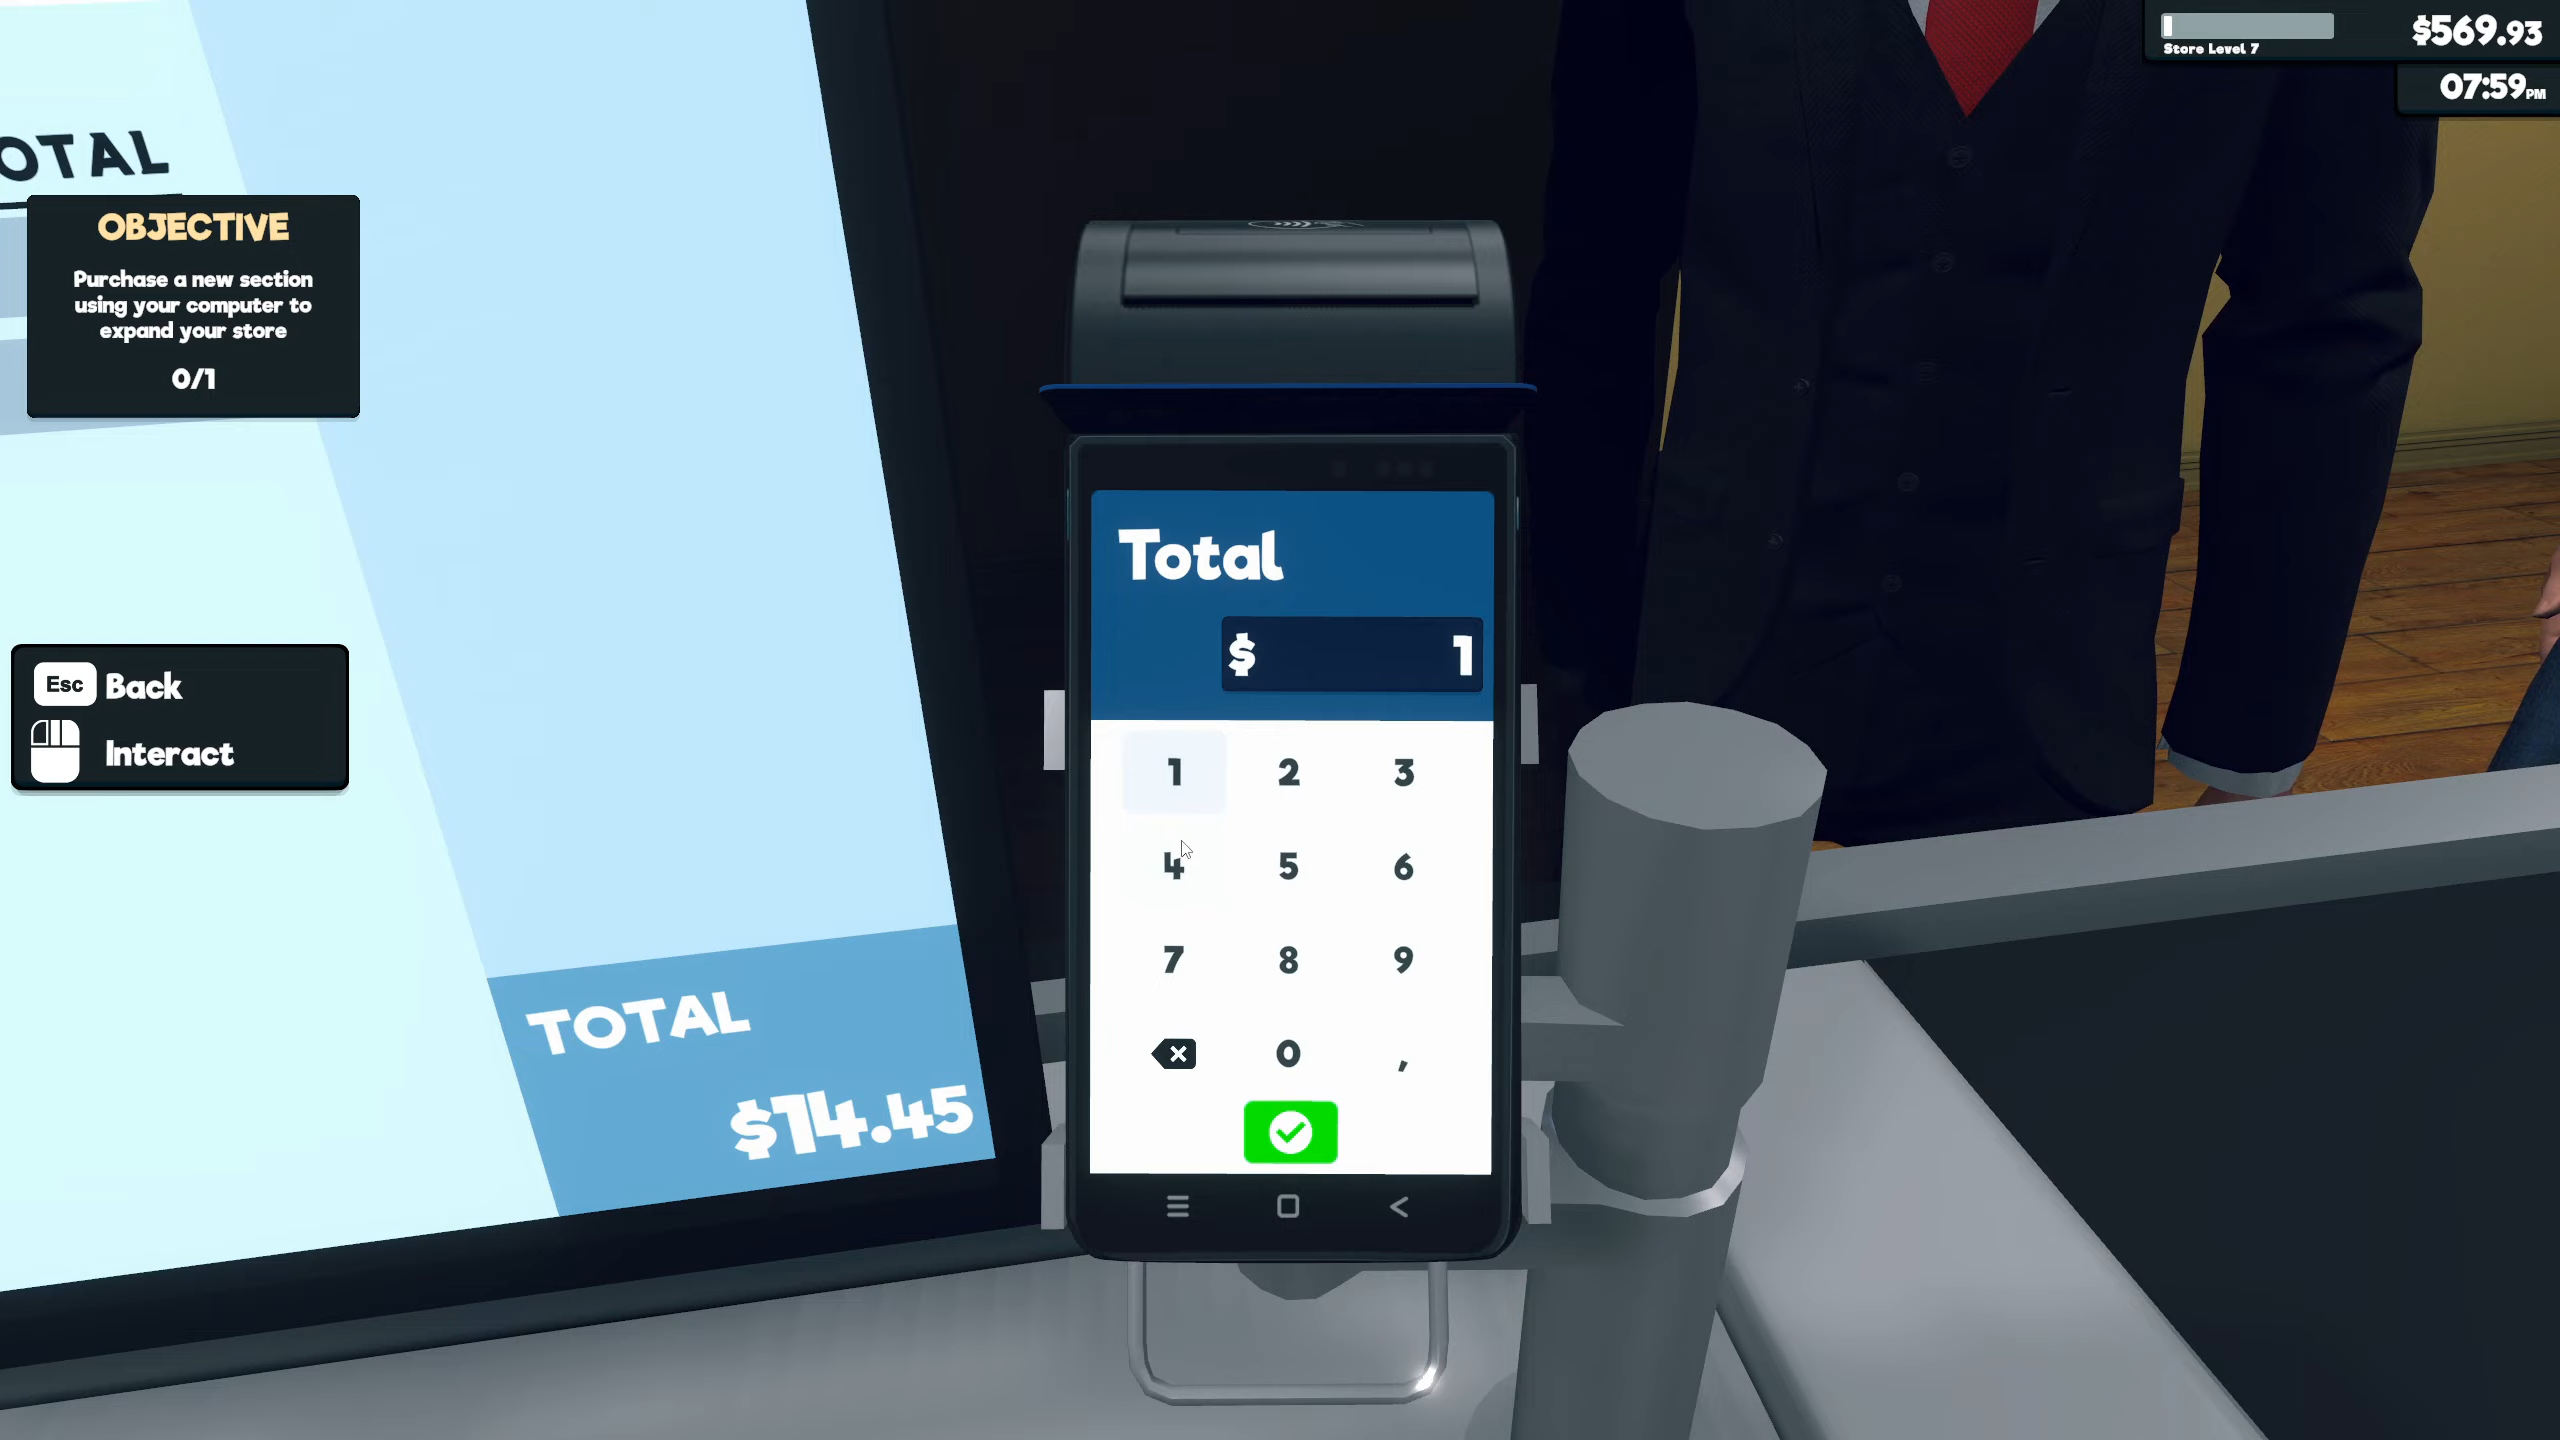 $569.93
Store Level 7
07:59PM
OTAL
OBJECTIVE
Purchase a new section
using your computer to
expand your store
0/1
Esc Back
Interact
TOTAL
$14.45
Total
$ 1
1 2 3
4 5 6
7 8 9
0 ,